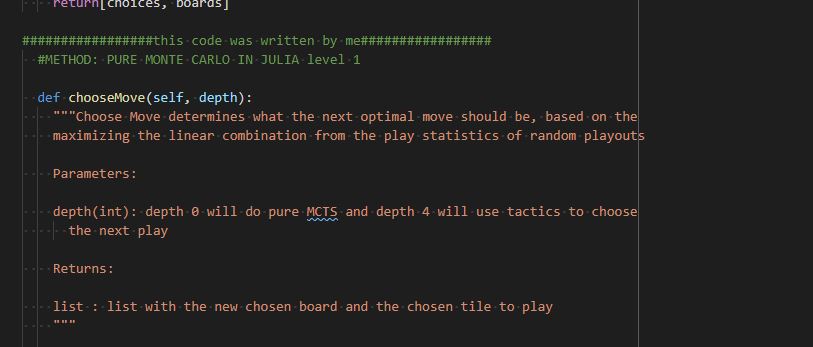 return[choices, boards]
#################this code was written by me#################
#METHOD: PURE MONTE CARLO IN JULIA level 1
def chooseMove(self, depth):
"""Choose Move determines what the next optimal move should be, based on the
maximizing the linear combination from the play statistics of random playouts
Parameters:
depth(int): depth 0 will do pure MCTS and depth 4 will use tactics to choose
the next play
Returns:
list : list with the new chosen board and the chosen tile to play
"""